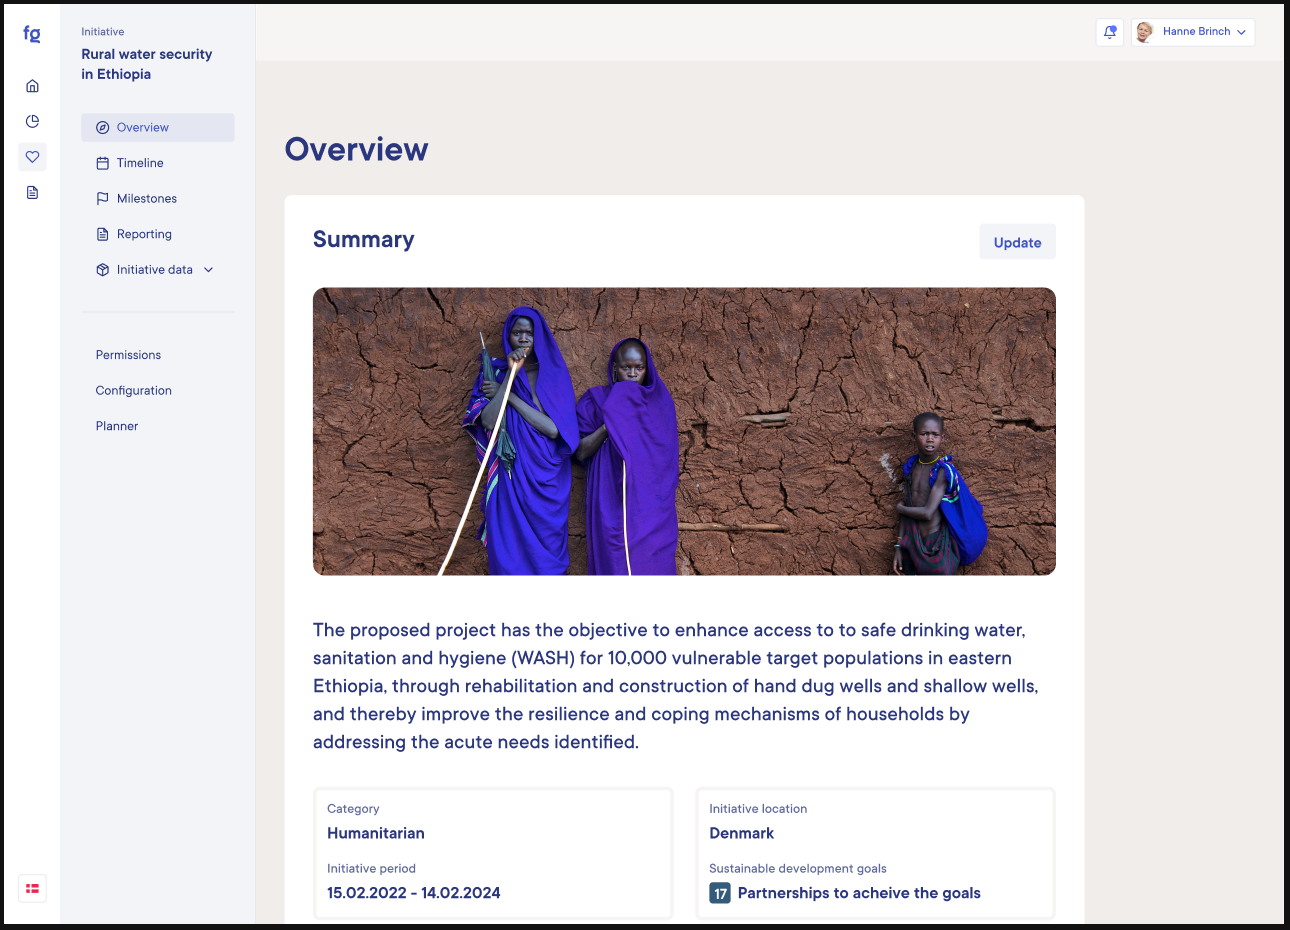 fg
Initiative
Rural water security
in Ethiopia
Overview
Timeline
Milestones
Reporting
Initiative data
Permissions
Configuration
Planner
Hanne Brinch
Overview
Summary
Update
The proposed project has the objective to enhance access to to safe drinking water,
sanitation and hygiene (WASH) for 10,000 vulnerable target populations in eastern
Ethiopia, through rehabilitation and construction of hand dug wells and shallow wells,
and thereby improve the resilience and coping mechanisms of households by
addressing the acute needs identified.
Category
Humanitarian
Initiative period
15.02.2022 - 14.02.2024
Initiative location
Denmark
Sustainable development goals
17 Partnerships to acheive the goals